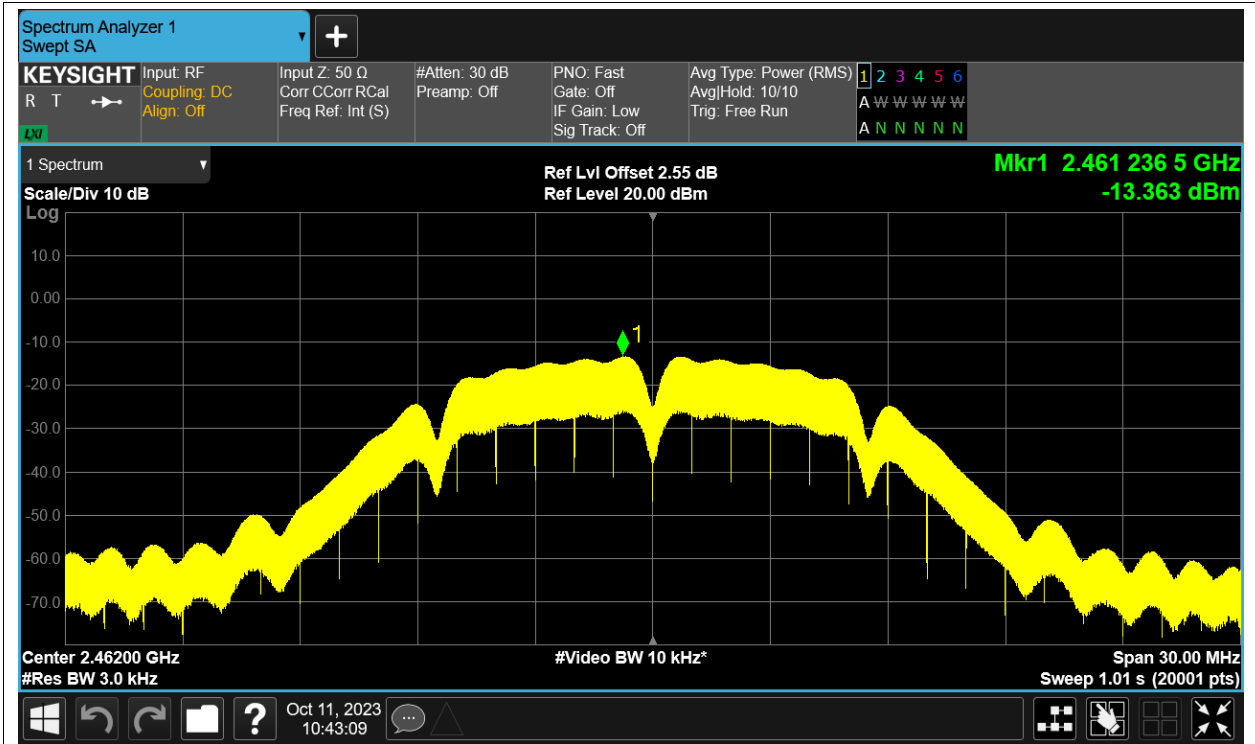 Spectrum Analyzer 1
Swept SA
+
KEYSIGHT
R T
LXI
Input: RF
Coupling: DC
Align: Off
Input Z: 50 Ω
Corr CCorr RCal
Freq Ref: Int (S)
#Atten: 30 dB
Preamp: Off
PNO: Fast
Gate: Off
IF Gain: Low
Sig Track: Off
Avg Type: Power (RMS)
Avg|Hold: 10/10
Trig: Free Run
1 2 3 4 5 6
A W W W W W
A N N N N N
1 Spectrum
Scale/Div 10 dB
Log
Ref Lvl Offset 2.55 dB
Ref Level 20.00 dBm
Mkr1 2.461 236 5 GHz
-13.363 dBm
10.0
0.00
-10.0
-20.0
-30.0
-40.0
-50.0
-60.0
-70.0
1
Center 2.46200 GHz
#Res BW 3.0 kHz
#Video BW 10 kHz*
Span 30.00 MHz
Sweep 1.01 s (20001 pts)
?
Oct 11, 2023
10:43:09